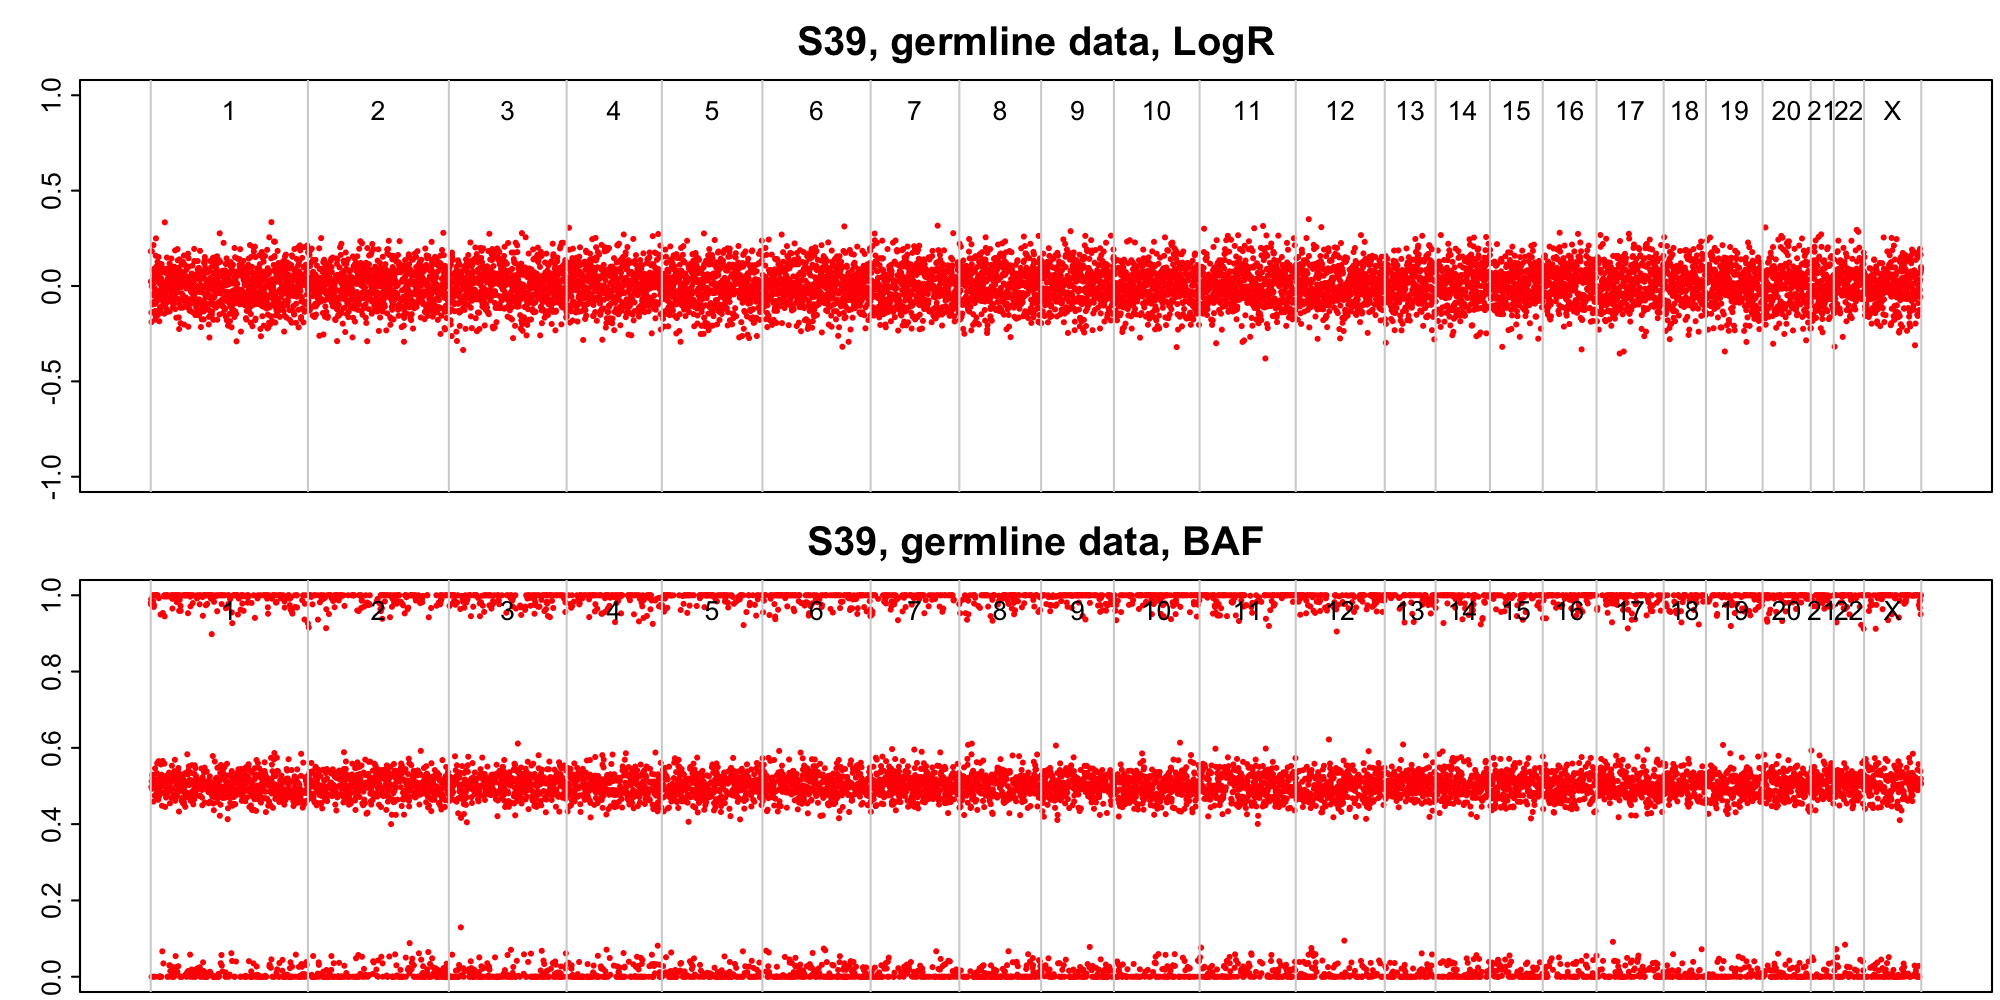 S39, germline data, LogR
1.0
0.5
0.0
-0.5
-1.0
1 2 3 4 5 6 7 8 9 10 11 12 13 14 15 16 17 18 19 20 21 22 X
S39, germline data, BAF
1.0
0.8
0.6
0.4
0.2
0.0
1 2 3 4 5 6 7 8 9 10 11 12 13 14 15 16 17 18 19 20 21 22 X